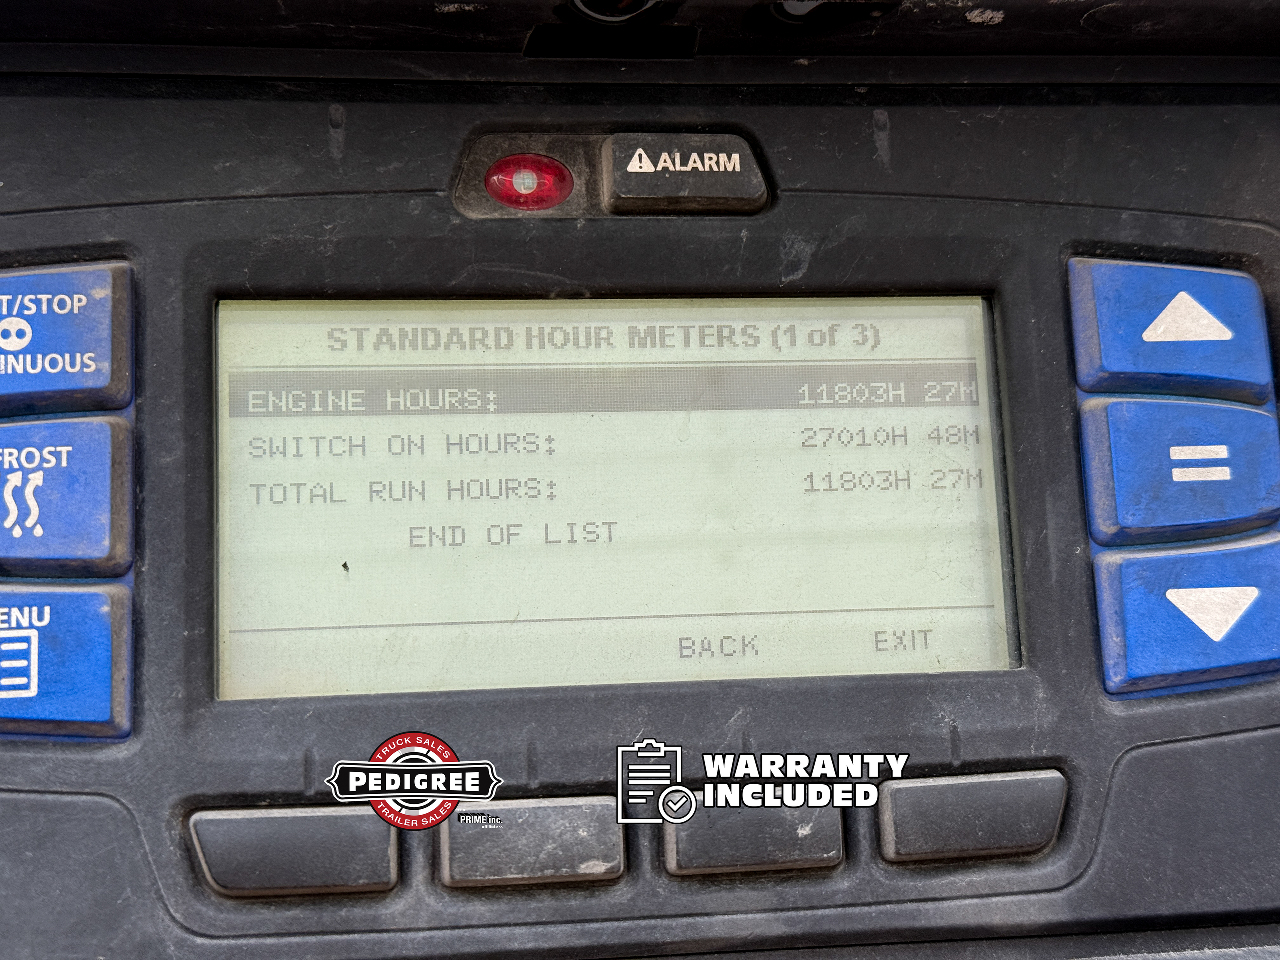 ALARM
T/STOP
INUOUS
FROST
ENU
STANDARD HOUR METERS (1 of 3)
ENGINE HOURS: 11803H 27M
SWITCH ON HOURS: 27010H 48M
TOTAL RUN HOURS: 11803H 27M
END OF LIST
BACK EXIT
TRUCK SALES
PEDIGREE
TRAILER SALES
PRIME inc.
WARRANTY
INCLUDED